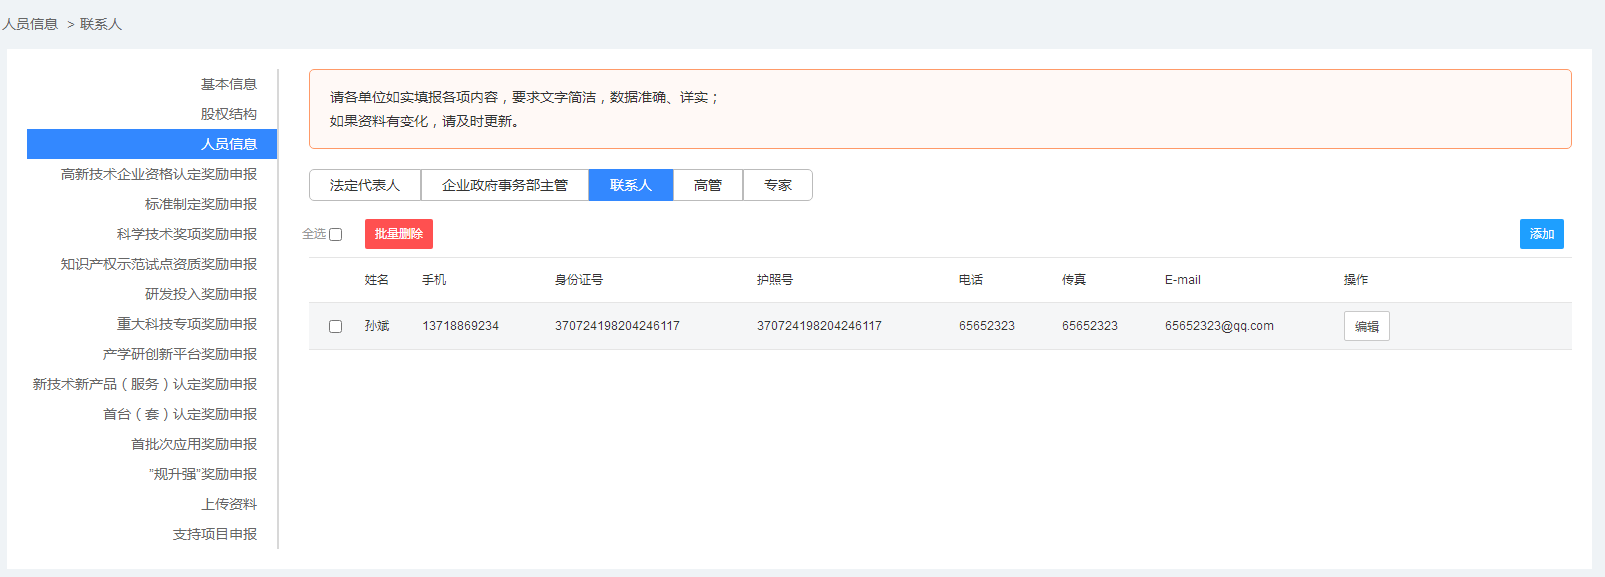 人员信息 > 联系人
基本信息
股权结构
人员信息
高新技术企业资格认定奖励申报
标准制定奖励申报
科学技术奖项奖励申报
知识产权示范试点资质奖励申报
研发投入奖励申报
重大科技专项奖励申报
产学研创新平台奖励申报
新技术新产品（服务）认定奖励申报
首台（套）认定奖励申报
首批次应用奖励申报
"规升强"奖励申报
上传资料
支持项目申报
请各单位如实填报各项内容，要求文字简洁，数据准确、详实；
如果资料有变化，请及时更新。
法定代表人 企业政府事务部主管 联系人 高管 专家
全选 批量删除 添加
姓名 手机 身份证号 护照号 电话 传真 E-mail 操作
孙斌 13718869234 370724198204246117 370724198204246117 65652323 65652323 65652323@qq.com 编辑